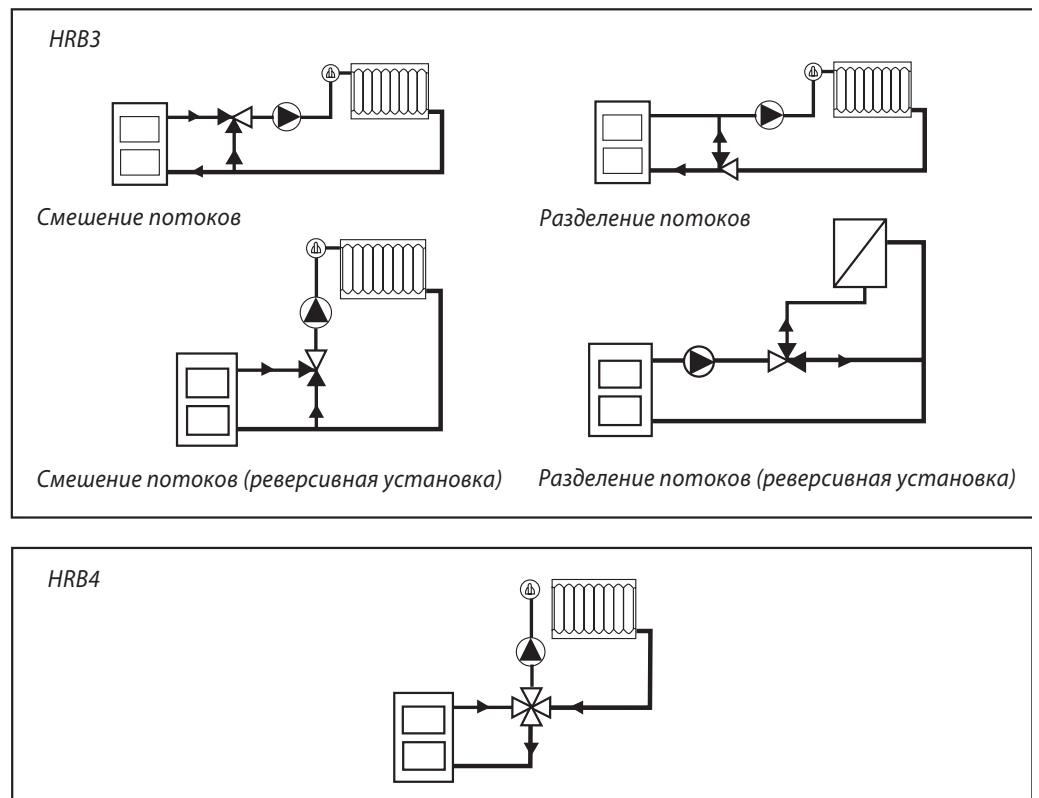 HRB3
Смешение потоков
Разделение потоков
Смешение потоков (реверсивная установка)
Разделение потоков (реверсивная установка)
HRB4